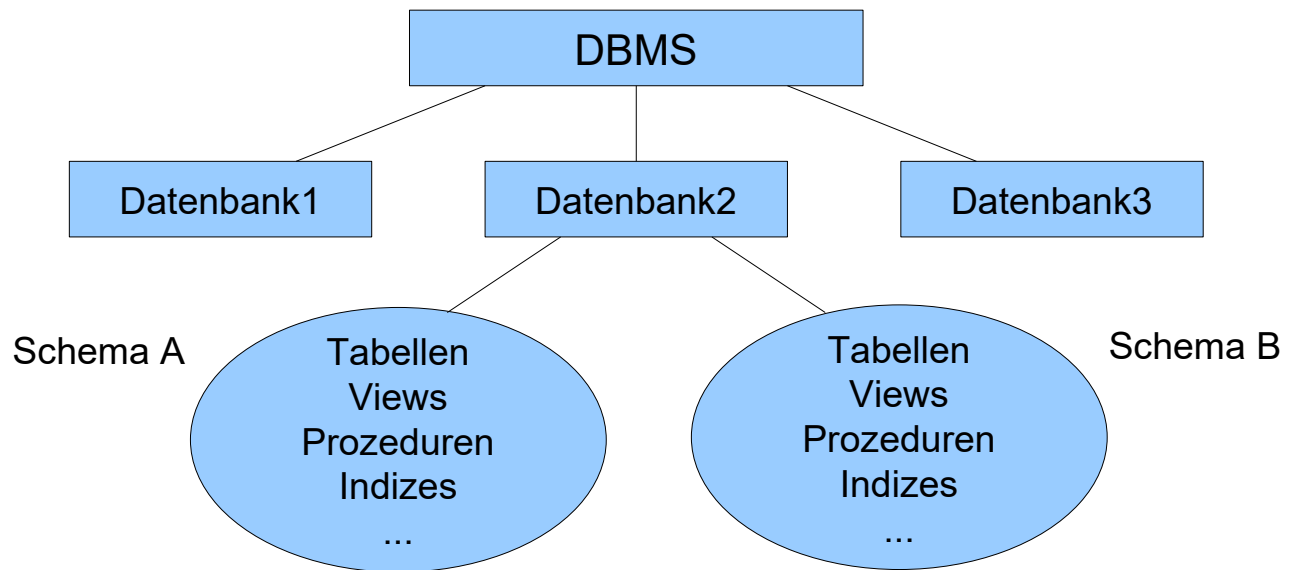 DBMS
Datenbank1
Datenbank2
Datenbank3
Schema A
Tabellen
Views
Prozeduren
Indizes
...
Tabellen
Views
Prozeduren
Indizes
...
Schema B